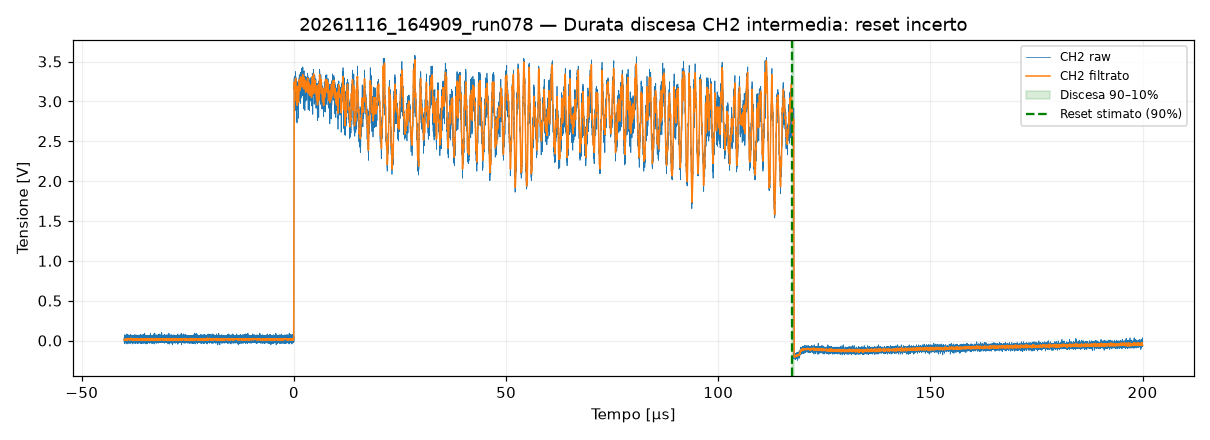 20261116_164909_run078 — Durata discesa CH2 intermedia: reset incerto
CH2 raw
CH2 filtrato
Discesa 90–10%
Reset stimato (90%)
Tensione [V]
3.5
3.0
2.5
2.0
1.5
1.0
0.5
0.0
−50
0
50
100
150
200
Tempo [µs]